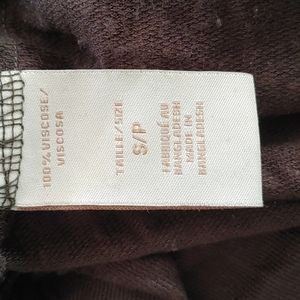 100% VISCOSE/
VISCOSA
TAILLE/SIZE
S/P
FABRIQUÉ AU
BANGLADESH
MADE IN
BANGLADESH